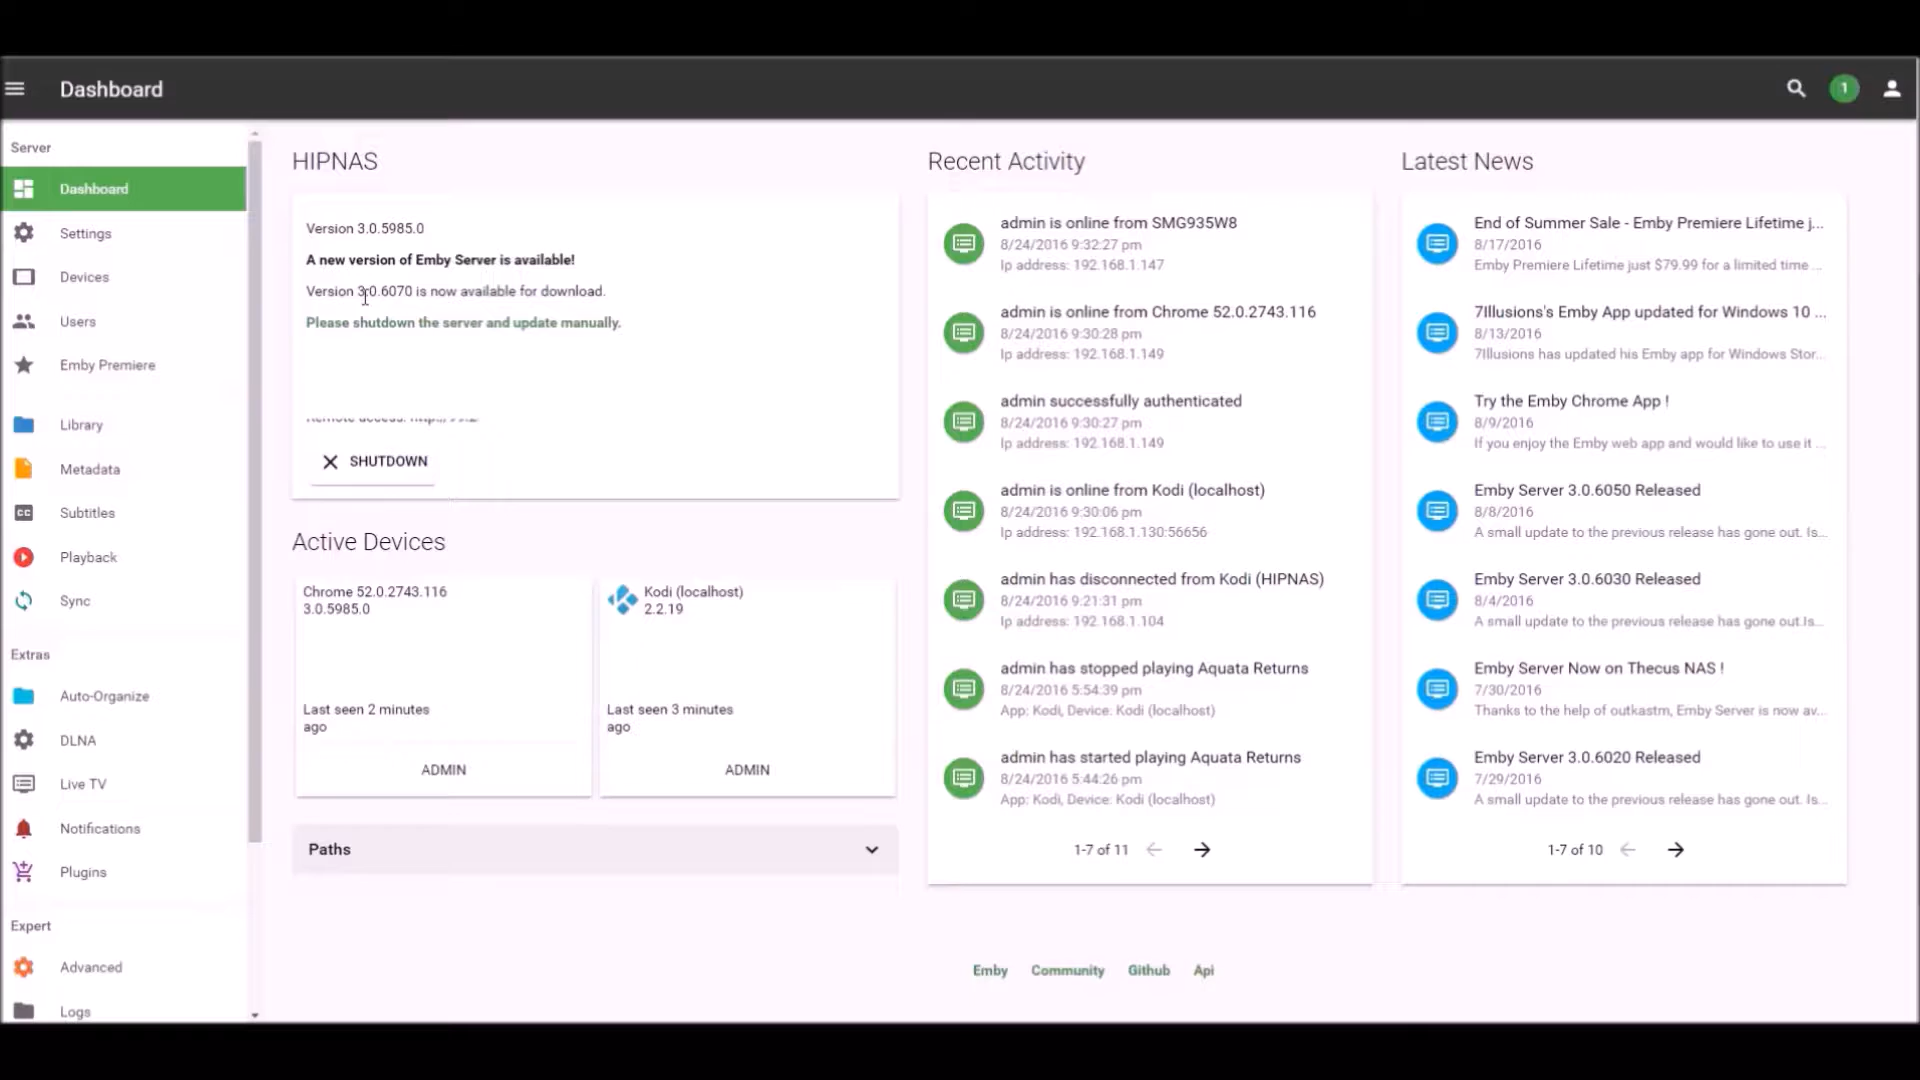 Dashboard
1
Server
Dashboard
Settings
Devices
Users
Emby Premiere
Library
Metadata
Subtitles
Playback
Sync
Extras
Auto-Organize
DLNA
Live TV
Notifications
Plugins
Expert
Advanced
Logs
HIPNAS
Version 3.0.5985.0
A new version of Emby Server is available!
Version 3.0.6070 is now available for download.
Please shutdown the server and update manually.
SHUTDOWN
Active Devices
Chrome 52.0.2743.116
3.0.5985.0
Last seen 2 minutes
ago
ADMIN
Kodi (localhost)
2.2.19
Last seen 3 minutes
ago
ADMIN
Paths
Recent Activity
admin is online from SMG935W8
8/24/2016 9:32:27 pm
Ip address: 192.168.1.147
admin is online from Chrome 52.0.2743.116
8/24/2016 9:30:28 pm
Ip address: 192.168.1.149
admin successfully authenticated
8/24/2016 9:30:27 pm
Ip address: 192.168.1.149
admin is online from Kodi (localhost)
8/24/2016 9:30:06 pm
Ip address: 192.168.1.130:56656
admin has disconnected from Kodi (HIPNAS)
8/24/2016 9:21:31 pm
Ip address: 192.168.1.104
admin has stopped playing Aquata Returns
8/24/2016 5:54:39 pm
App: Kodi, Device: Kodi (localhost)
admin has started playing Aquata Returns
8/24/2016 5:44:26 pm
App: Kodi, Device: Kodi (localhost)
1-7 of 11
Latest News
End of Summer Sale - Emby Premiere Lifetime j...
8/17/2016
Emby Premiere Lifetime just $79.99 for a limited time ...
7Illusions's Emby App updated for Windows 10 ...
8/13/2016
7Illusions has updated his Emby app for Windows Stor...
Try the Emby Chrome App !
8/9/2016
If you enjoy the Emby web app and would like to use it ...
Emby Server 3.0.6050 Released
8/8/2016
A small update to the previous release has gone out. Is...
Emby Server 3.0.6030 Released
8/4/2016
A small update to the previous release has gone out.Is...
Emby Server Now on Thecus NAS !
7/30/2016
Thanks to the help of outkastm, Emby Server is now av...
Emby Server 3.0.6020 Released
7/29/2016
A small update to the previous release has gone out. Is...
1-7 of 10
Emby Community Github Api